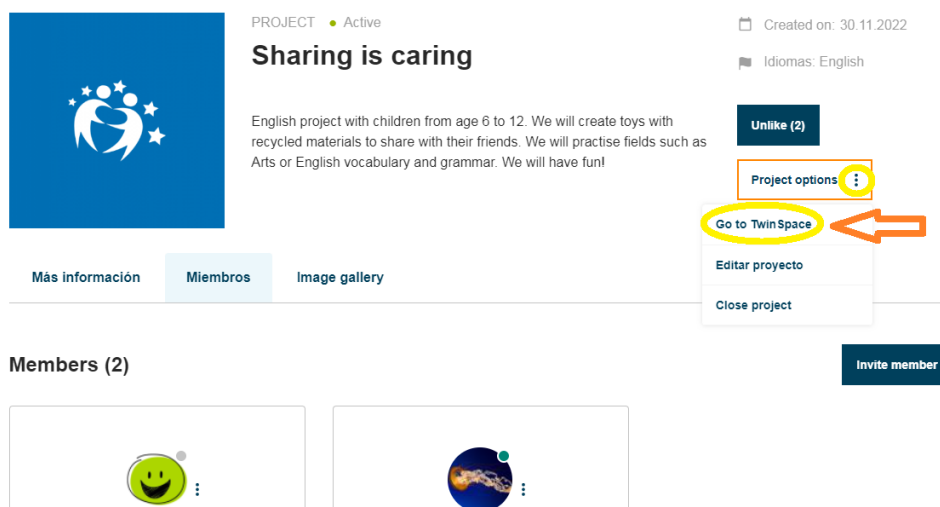 PROJECT • Active
Sharing is caring
English project with children from age 6 to 12. We will create toys with
recycled materials to share with their friends. We will practise fields such as
Arts or English vocabulary and grammar. We will have fun!
Created on: 30.11.2022
Idiomas: English
Unlike (2)
Project options
Go to TwinSpace
Editar proyecto
Close project
Más información
Miembros
Image gallery
Members (2)
Invite member